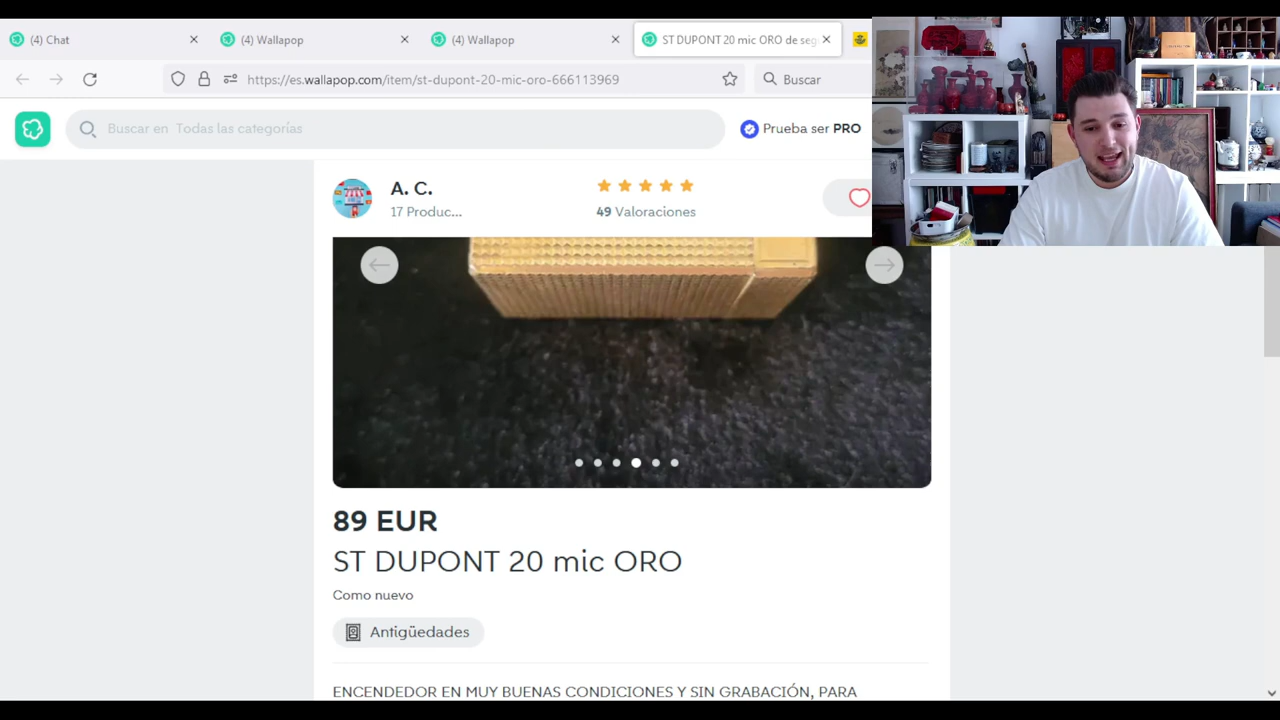 (4) Chat
(4) Wallapop
(4) Wallapop
ST DUPONT 20 mic ORO de seg
https://es.wallapop.com/item/st-dupont-20-mic-oro-666113969
Buscar
Buscar en Todas las categorías
Prueba ser PRO
A. C.
17 Produc...
49 Valoraciones
89 EUR
ST DUPONT 20 mic ORO
Como nuevo
Antigüedades
ENCENDEDOR EN MUY BUENAS CONDICIONES Y SIN GRABACIÓN, PARA